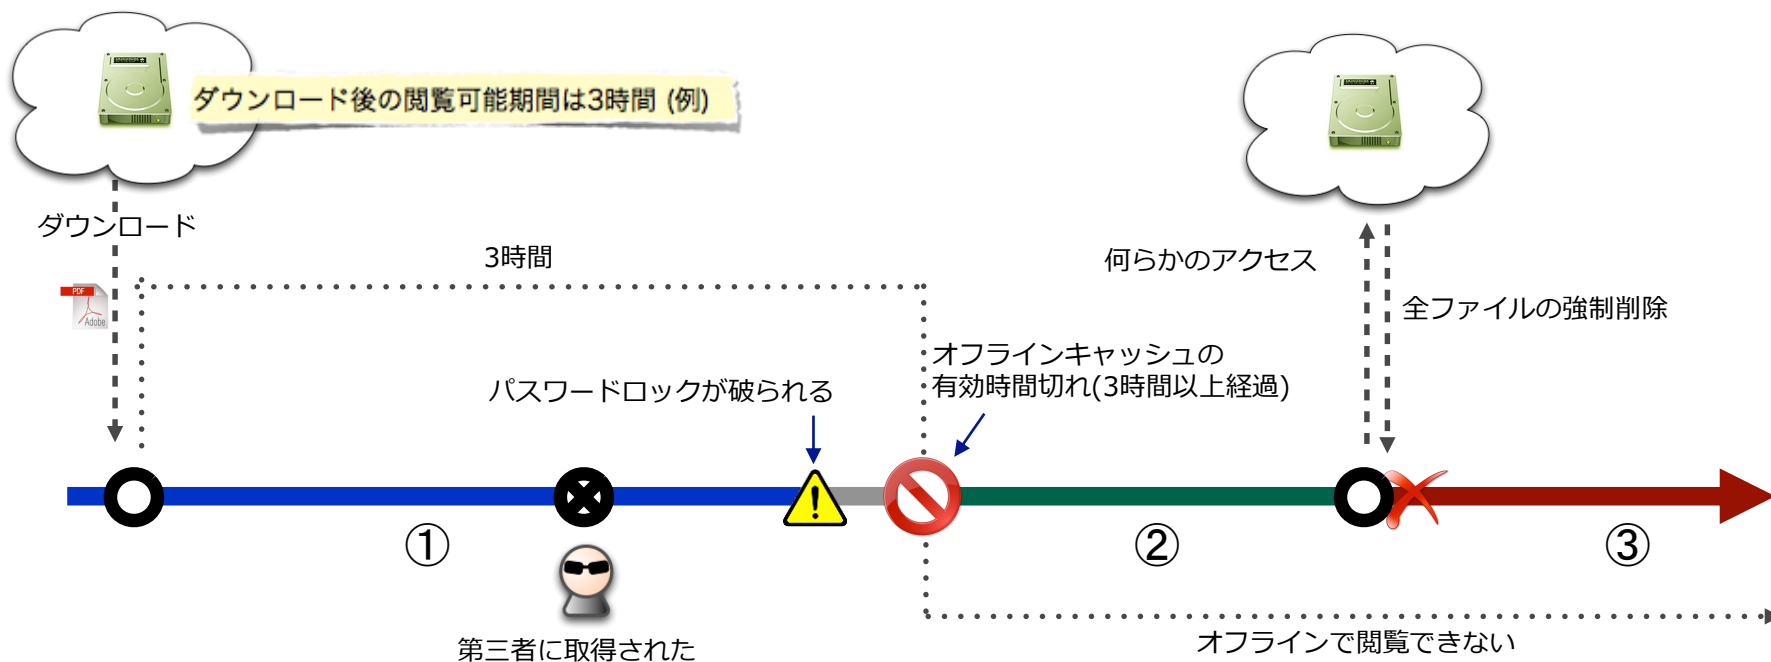 ダウンロード後の閲覧可能期間は3時間 (例)
ダウンロード
3時間
何らかのアクセス
全ファイルの強制削除
PDF
Adobe
オフラインキャッシュの
有効時間切れ(3時間以上経過)
パスワードロックが破られる
①
②
③
第三者に取得された
オフラインで閲覧できない